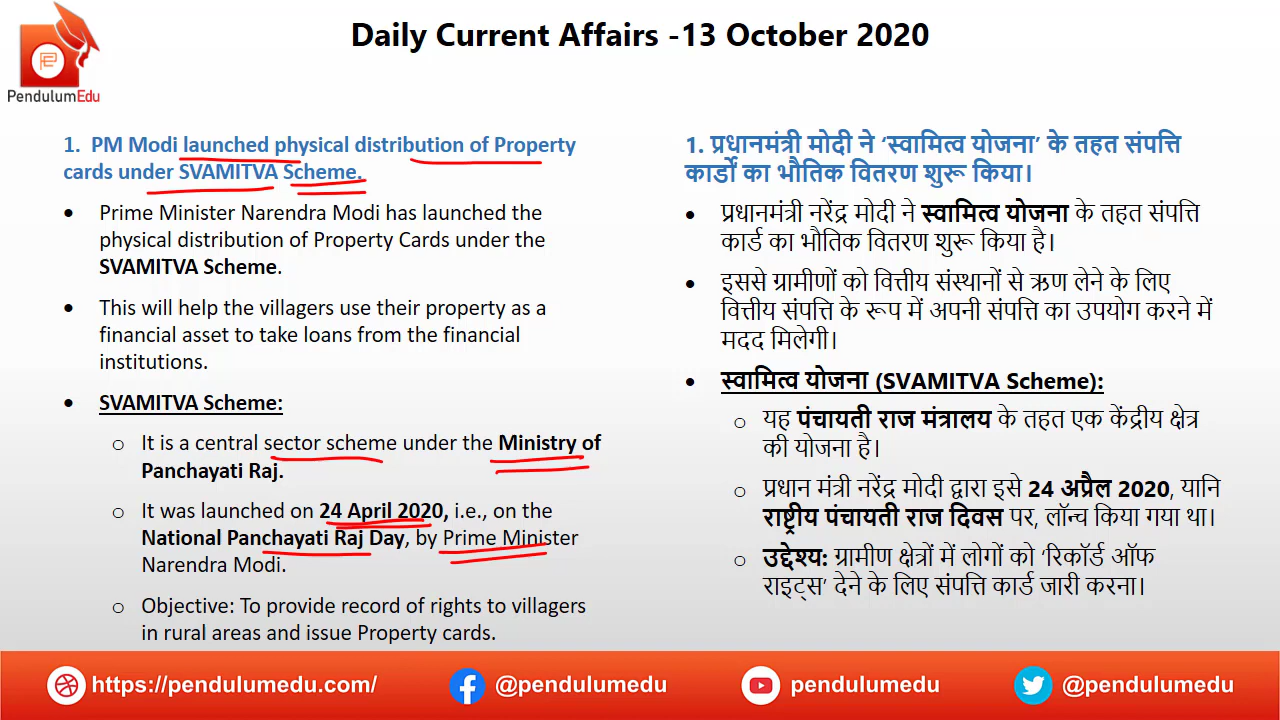 Daily Current Affairs -13 October 2020
PE
PendulumEdu
1. PM Modi launched physical distribution of Property
cards under SVAMITVA Scheme.
• Prime Minister Narendra Modi has launched the
physical distribution of Property Cards under the
SVAMITVA Scheme.
• This will help the villagers use their property as a
financial asset to take loans from the financial
institutions.
• SVAMITVA Scheme:
o It is a central sector scheme under the Ministry of
Panchayati Raj.
o It was launched on 24 April 2020, i.e., on the
National Panchayati Raj Day, by Prime Minister
Narendra Modi.
o Objective: To provide record of rights to villagers
in rural areas and issue Property cards.
1. प्रधानमंत्री मोदी ने ‘स्वामित्व योजना’ के तहत संपत्ति
कार्डों का भौतिक वितरण शुरू किया।
• प्रधानमंत्री नरेंद्र मोदी ने स्वामित्व योजना के तहत संपत्ति
कार्ड का भौतिक वितरण शुरू किया है।
• इससे ग्रामीणों को वित्तीय संस्थानों से ऋण लेने के लिए
वित्तीय संपत्ति के रूप में अपनी संपत्ति का उपयोग करने में
मदद मिलेगी।
• स्वामित्व योजना (SVAMITVA Scheme):
o यह पंचायती राज मंत्रालय के तहत एक केंद्रीय क्षेत्र
की योजना है।
o प्रधान मंत्री नरेंद्र मोदी द्वारा इसे 24 अप्रैल 2020, यानि
राष्ट्रीय पंचायती राज दिवस पर, लॉन्च किया गया था।
o उद्देश्य: ग्रामीण क्षेत्रों में लोगों को ‘रिकॉर्ड ऑफ
राइट्स’ देने के लिए संपत्ति कार्ड जारी करना।
https://pendulumedu.com/
@pendulumedu
pendulumedu
@pendulumedu